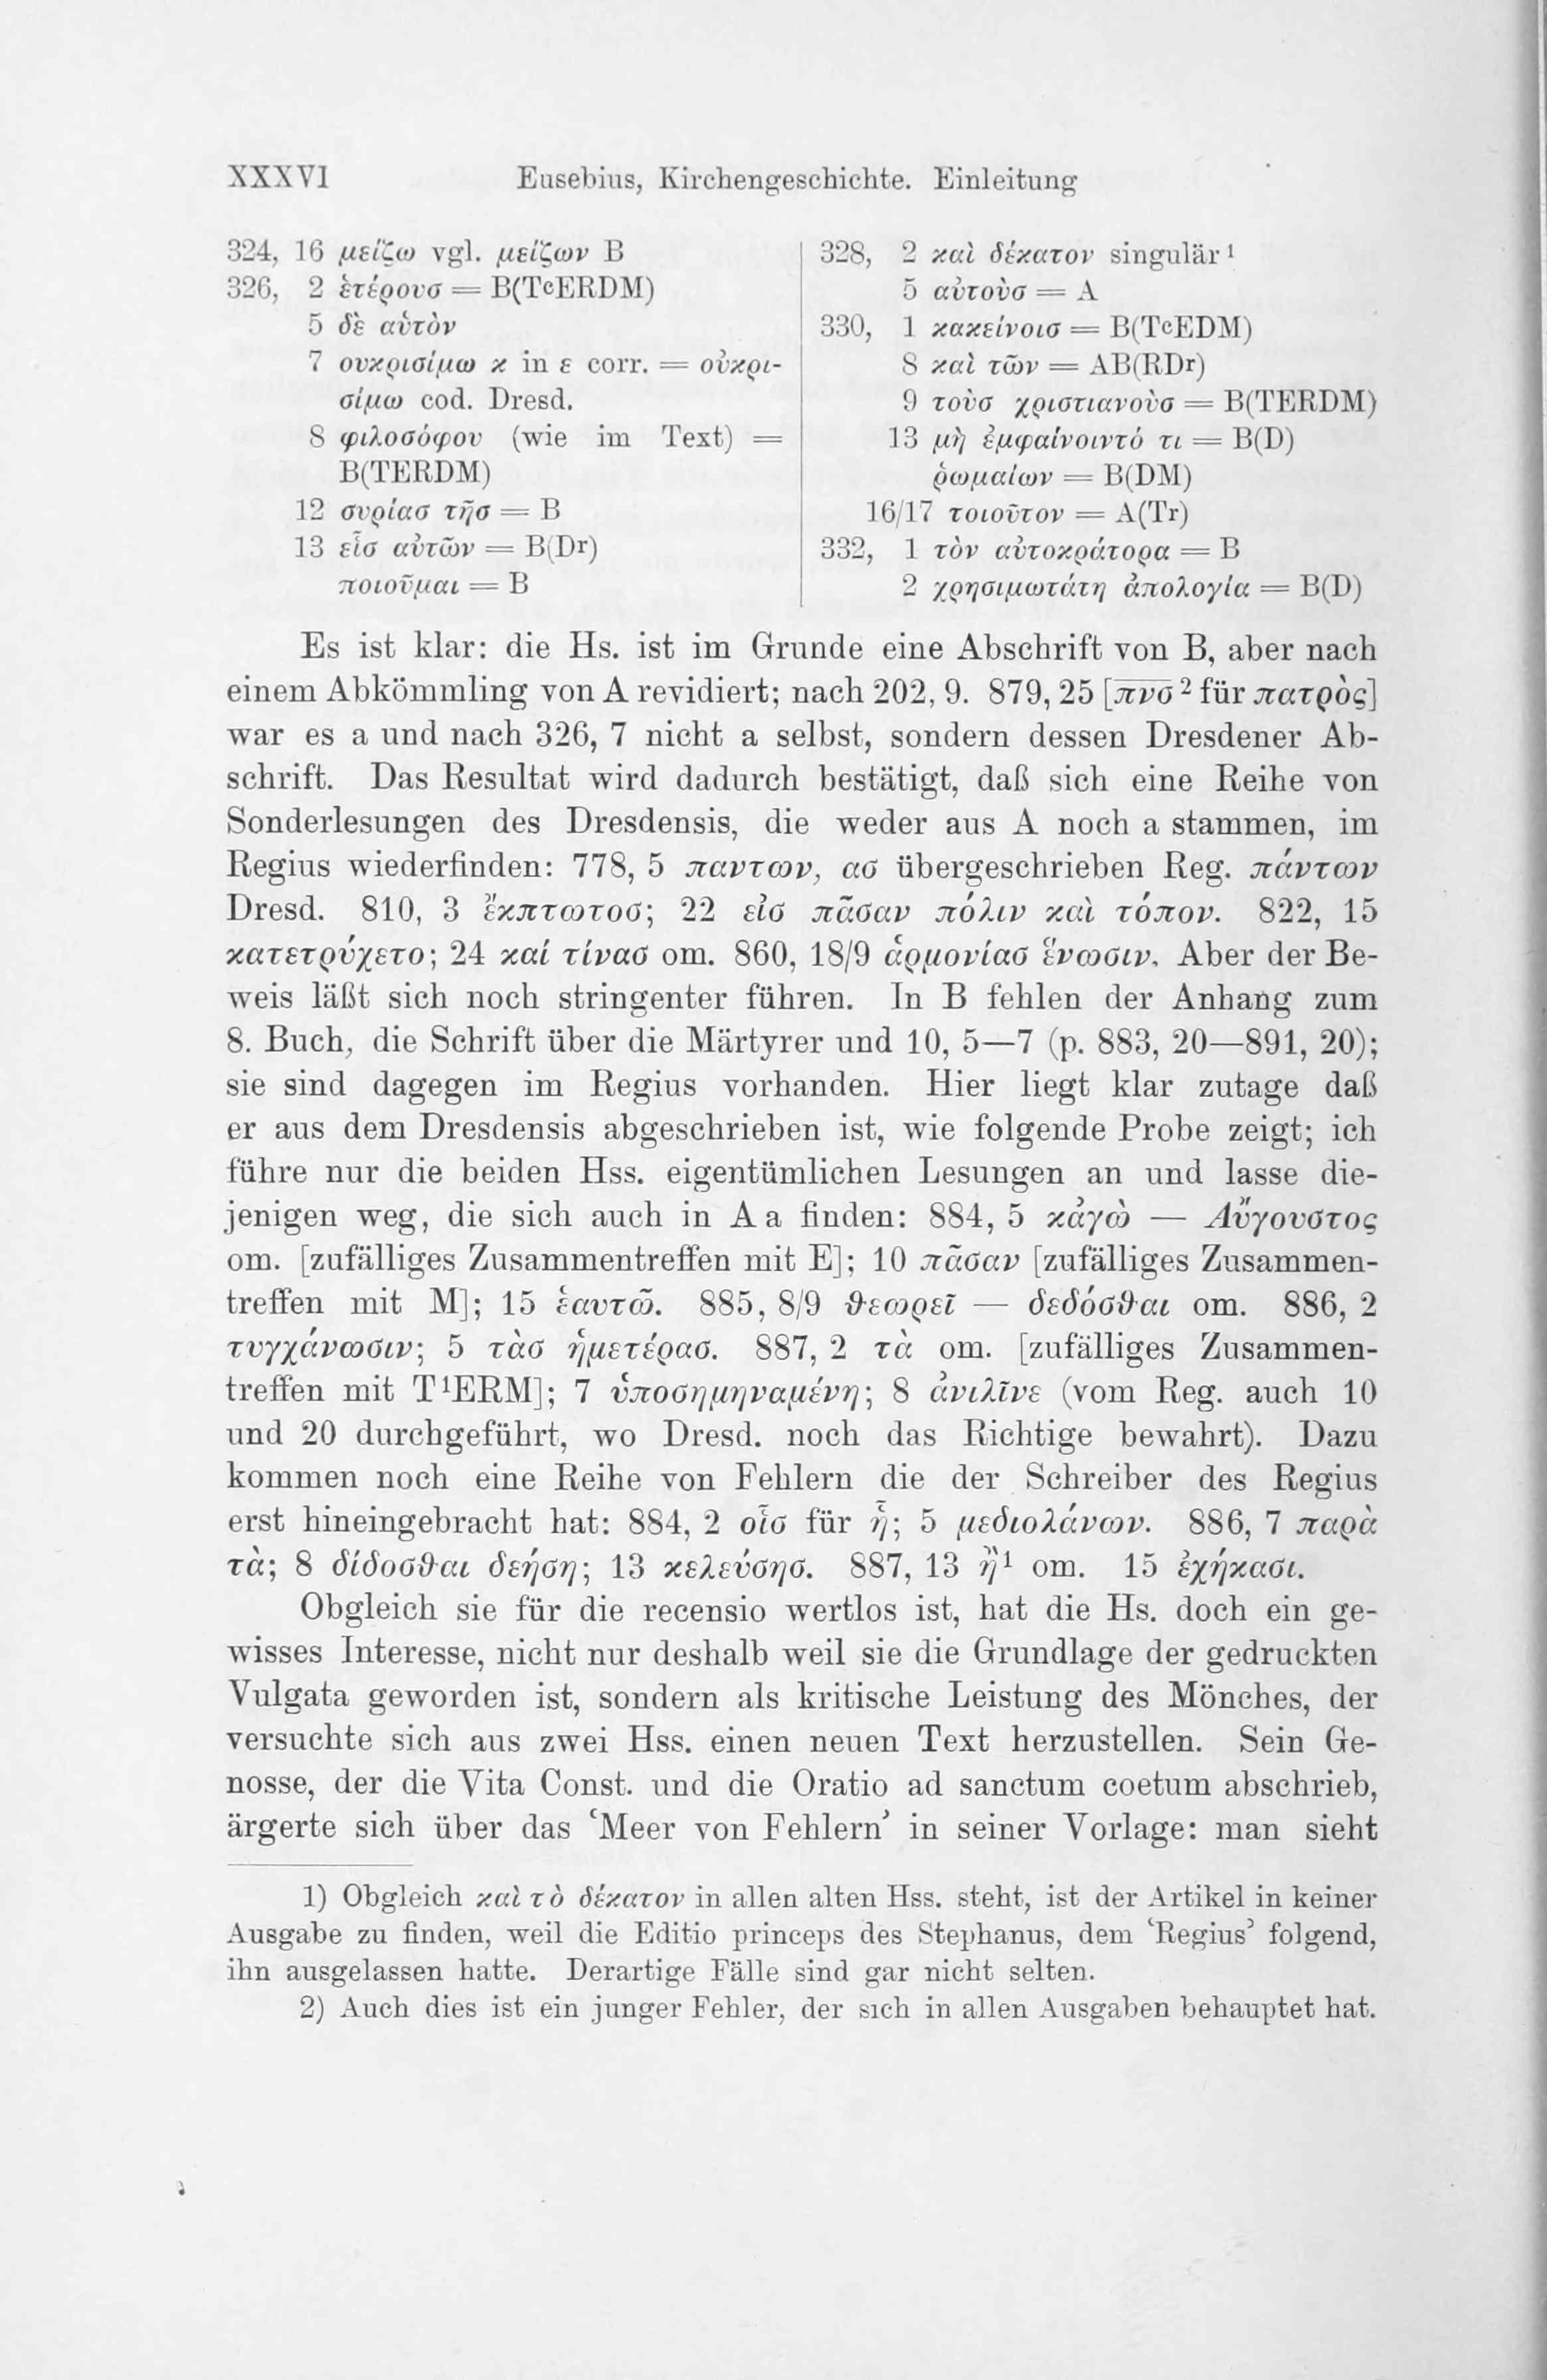 XXXVI Eusebius, Kirchengeschichte. Einleitung
324, 16 μείζω vgl. μείζων B
326, 2 ἑτέρουσ = B(TᶜERDM)
5 δὲ αὐτὸν
7 ουκρισίμω κ in ε corr. = οὐκρι-
σίμω cod. Dresd.
8 φιλοσόφου (wie im Text) =
B(TERDM)
12 συρίασ τῆσ = B
13 εἷσ αὐτῶν = B(Dr)
ποιοῦμαι = B
328, 2 καὶ δέκατον singulär ¹
5 αὐτοὺσ = A
330, 1 κακείνοισ = B(TᶜEDM)
8 καὶ τῶν = AB(RDr)
9 τοὺσ χριστιανοὺσ = B(TERDM)
13 μὴ ἐμφαίνοιντό τι = B(D)
ῥωμαίων = B(DM)
16/17 τοιοῦτον = A(Tr)
332, 1 τὸν αὐτοκράτορα = B
2 χρησιμωτάτη ἀπολογία = B(D)
Es ist klar: die Hs. ist im Grunde eine Abschrift von B, aber nach
einem Abkömmling von A revidiert; nach 202, 9. 879, 25 [π̅ν̅σ̅ ² für πατρὸς]
war es a und nach 326, 7 nicht a selbst, sondern dessen Dresdener Ab-
schrift. Das Resultat wird dadurch bestätigt, daß sich eine Reihe von
Sonderlesungen des Dresdensis, die weder aus A noch a stammen, im
Regius wiederfinden: 778, 5 παντων, ασ übergeschrieben Reg. πάντων
Dresd. 810, 3 ἔκπτωτοσ; 22 εἰσ πᾶσαν πόλιν καὶ τόπον. 822, 15
κατετρύχετο; 24 καί τίνασ om. 860, 18/9 ἁρμονίασ ἕνωσιν. Aber der Be-
weis läßt sich noch stringenter führen. In B fehlen der Anhang zum
8. Buch, die Schrift über die Märtyrer und 10, 5—7 (p. 883, 20—891, 20);
sie sind dagegen im Regius vorhanden. Hier liegt klar zutage daß
er aus dem Dresdensis abgeschrieben ist, wie folgende Probe zeigt; ich
führe nur die beiden Hss. eigentümlichen Lesungen an und lasse die-
jenigen weg, die sich auch in A a finden: 884, 5 κἀγὼ — Αὔγουστος
om. [zufälliges Zusammentreffen mit E]; 10 πᾶσαν [zufälliges Zusammen-
treffen mit M]; 15 ἑαυτῶ. 885, 8/9 θεωρεῖ — δεδόσθαι om. 886, 2
τυγχάνωσιν; 5 τὰσ ἡμετέρασ. 887, 2 τὰ om. [zufälliges Zusammen-
treffen mit T¹ERM]; 7 ὑποσημηναμένη; 8 ἀνιλῖνε (vom Reg. auch 10
und 20 durchgeführt, wo Dresd. noch das Richtige bewahrt). Dazu
kommen noch eine Reihe von Fehlern die der Schreiber des Regius
erst hineingebracht hat: 884, 2 οἷσ für ᾗ; 5 μεδιολάνων. 886, 7 παρὰ
τὰ; 8 δίδοσθαι δεήση; 13 κελεύσησ. 887, 13 ἢ¹ om. 15 ἐχήκασι.
Obgleich sie für die recensio wertlos ist, hat die Hs. doch ein ge-
wisses Interesse, nicht nur deshalb weil sie die Grundlage der gedruckten
Vulgata geworden ist, sondern als kritische Leistung des Mönches, der
versuchte sich aus zwei Hss. einen neuen Text herzustellen. Sein Ge-
nosse, der die Vita Const. und die Oratio ad sanctum coetum abschrieb,
ärgerte sich über das ‘Meer von Fehlern’ in seiner Vorlage: man sieht
1) Obgleich καὶ τὸ δέκατον in allen alten Hss. steht, ist der Artikel in keiner
Ausgabe zu finden, weil die Editio princeps des Stephanus, dem ‘Regius’ folgend,
ihn ausgelassen hatte. Derartige Fälle sind gar nicht selten.
2) Auch dies ist ein junger Fehler, der sich in allen Ausgaben behauptet hat.